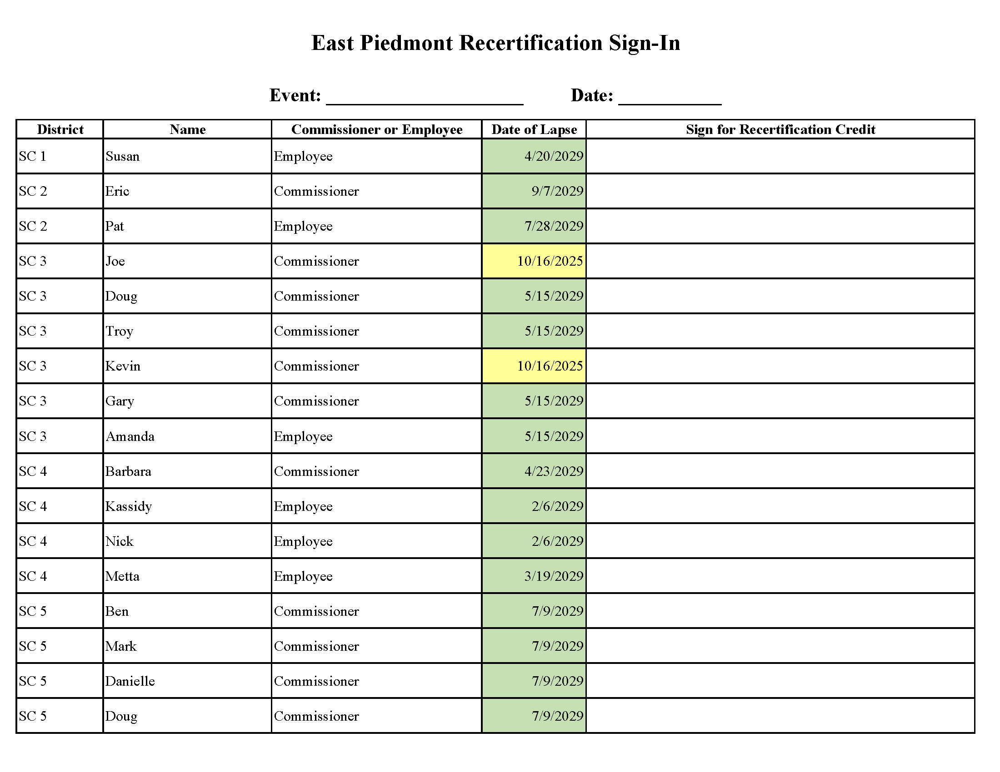 East Piedmont Recertification Sign-In
Event: ____________________ Date: __________
District Name Commissioner or Employee Date of Lapse Sign for Recertification Credit
SC 1 Susan Employee 4/20/2029
SC 2 Eric Commissioner 9/7/2029
SC 2 Pat Employee 7/28/2029
SC 3 Joe Commissioner 10/16/2025
SC 3 Doug Commissioner 5/15/2029
SC 3 Troy Commissioner 5/15/2029
SC 3 Kevin Commissioner 10/16/2025
SC 3 Gary Commissioner 5/15/2029
SC 3 Amanda Employee 5/15/2029
SC 4 Barbara Commissioner 4/23/2029
SC 4 Kassidy Employee 2/6/2029
SC 4 Nick Employee 2/6/2029
SC 4 Metta Employee 3/19/2029
SC 5 Ben Commissioner 7/9/2029
SC 5 Mark Commissioner 7/9/2029
SC 5 Danielle Commissioner 7/9/2029
SC 5 Doug Commissioner 7/9/2029